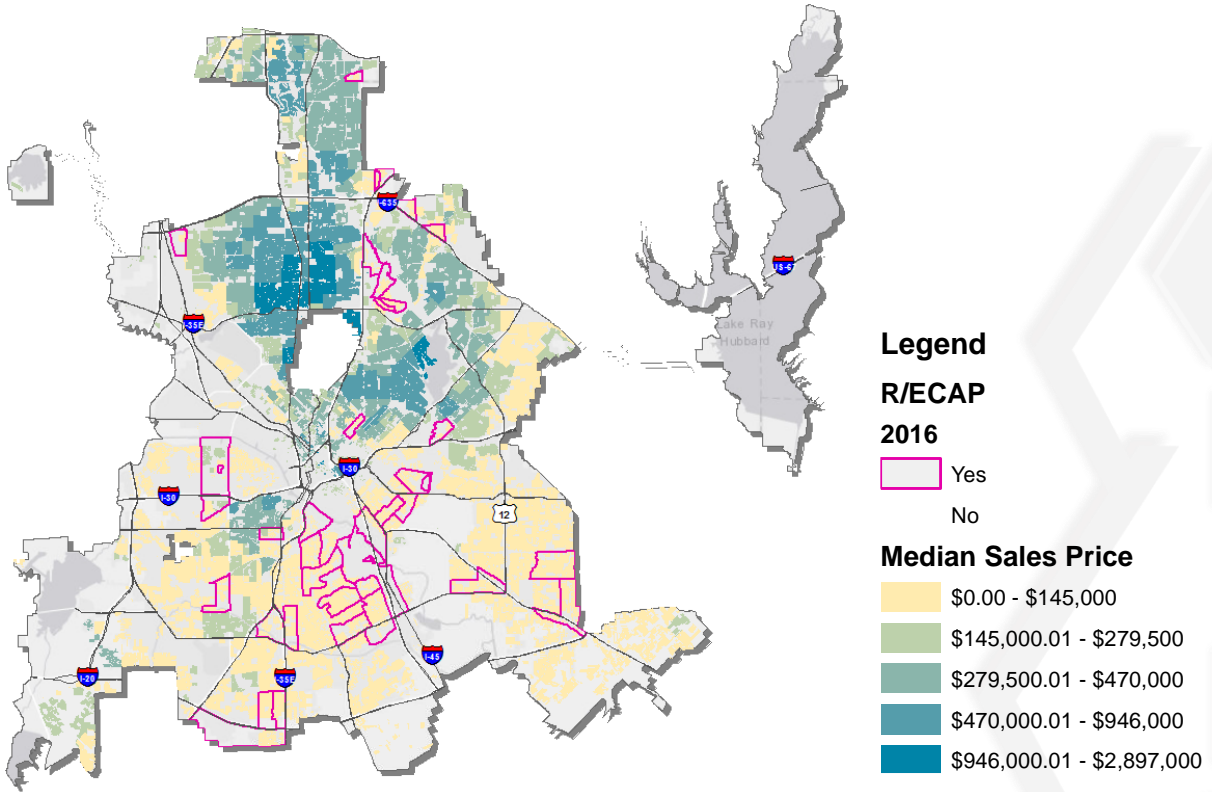 I-635
US-6
I-35E
Lake Ray
Hubbard
I-30
I-30
12
I-45
I-20
I-35E
Legend
R/ECAP
2016
Yes
No
Median Sales Price
$0.00 - $145,000
$145,000.01 - $279,500
$279,500.01 - $470,000
$470,000.01 - $946,000
$946,000.01 - $2,897,000